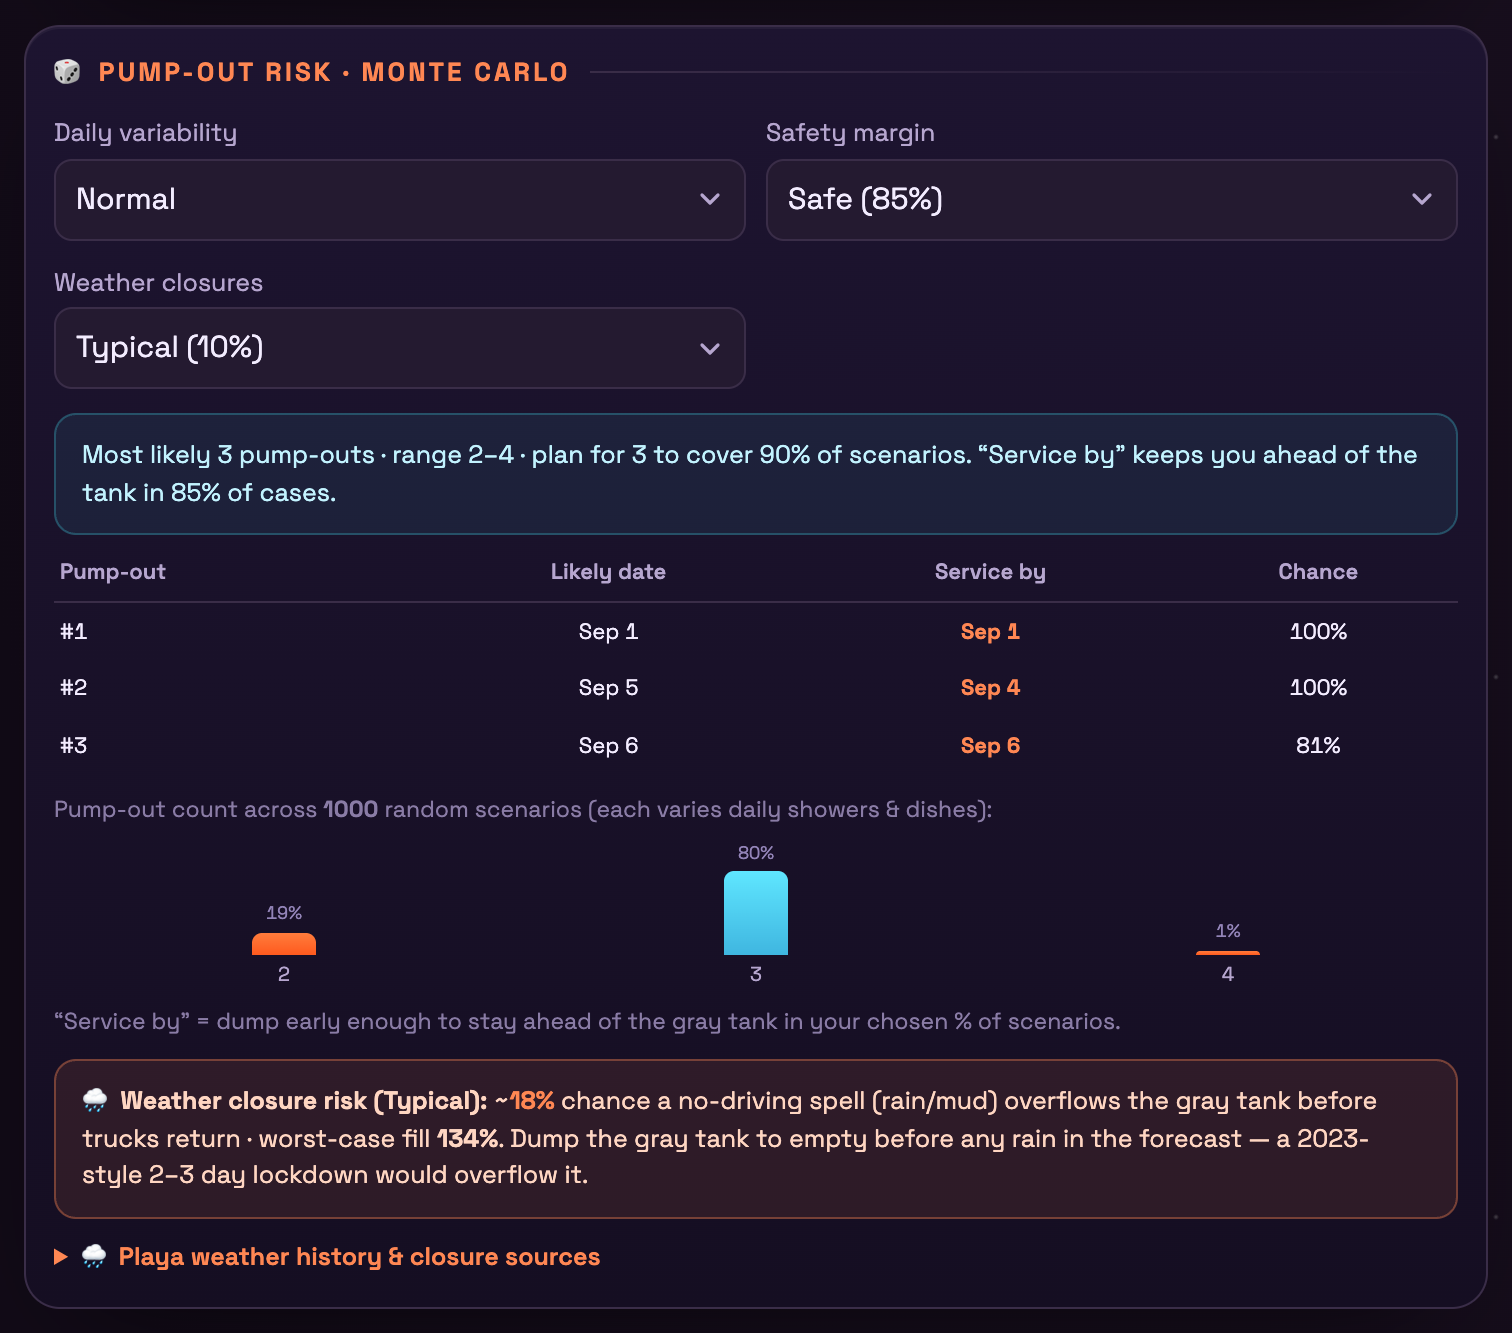 PUMP-OUT RISK · MONTE CARLO
Daily variability
Safety margin
Normal
Safe (85%)
Weather closures
Typical (10%)
Most likely 3 pump-outs · range 2–4 · plan for 3 to cover 90% of scenarios. “Service by” keeps you ahead of the
tank in 85% of cases.
Pump-out Likely date Service by Chance
#1 Sep 1 Sep 1 100%
#2 Sep 5 Sep 4 100%
#3 Sep 6 Sep 6 81%
Pump-out count across 1000 random scenarios (each varies daily showers & dishes):
19% 80% 1%
2 3 4
“Service by” = dump early enough to stay ahead of the gray tank in your chosen % of scenarios.
Weather closure risk (Typical): ~18% chance a no-driving spell (rain/mud) overflows the gray tank before
trucks return · worst-case fill 134%. Dump the gray tank to empty before any rain in the forecast — a 2023-
style 2–3 day lockdown would overflow it.
Playa weather history & closure sources